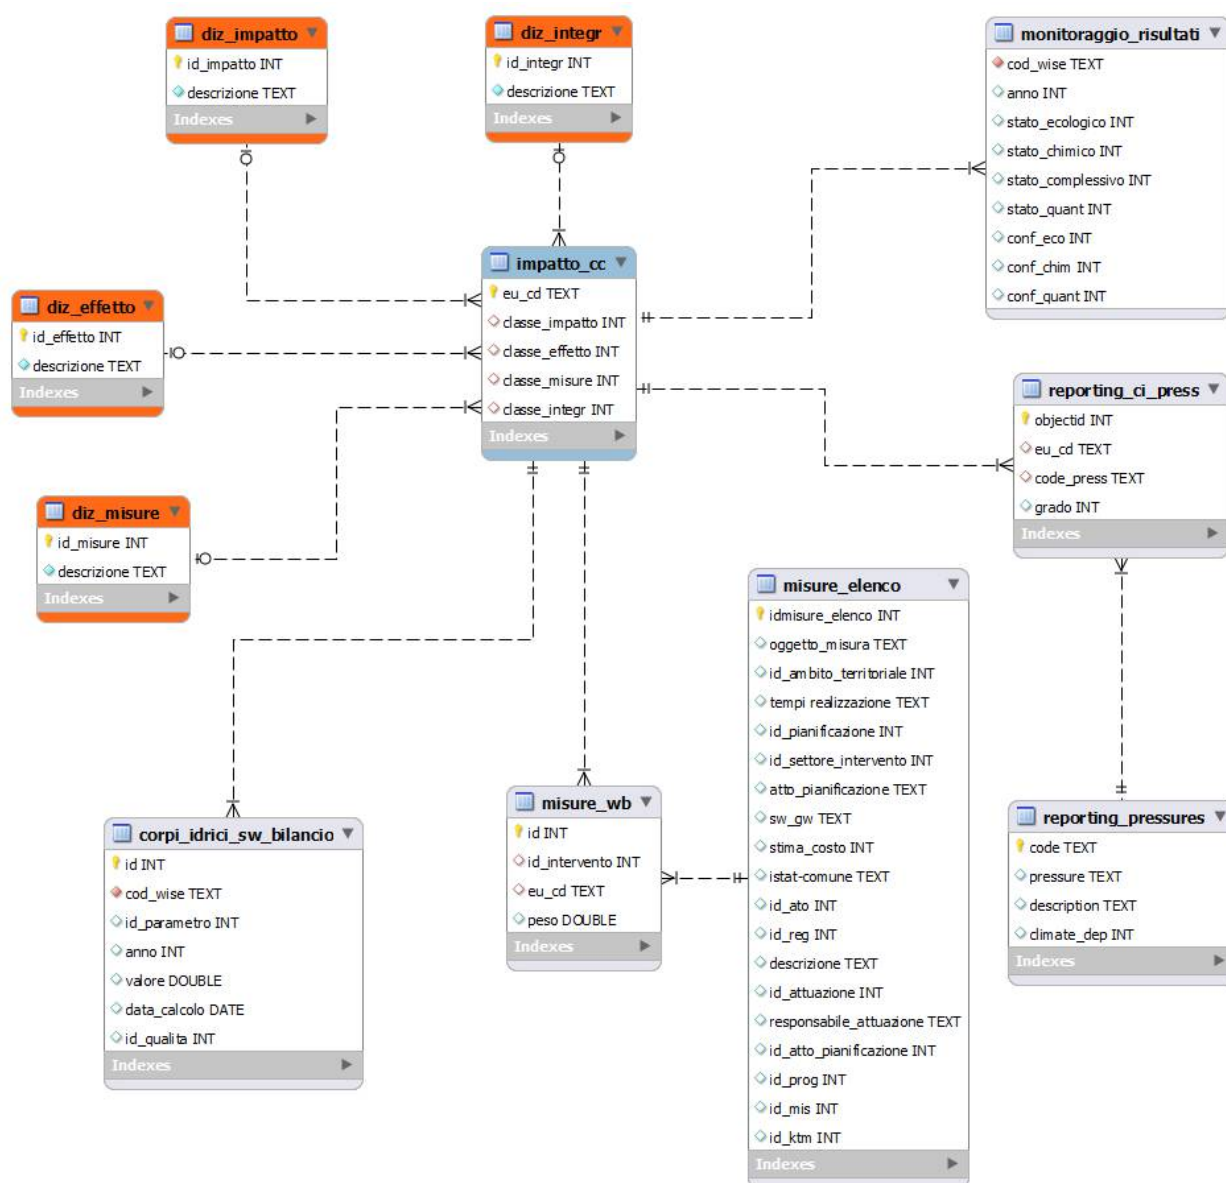 diz_impatto
id_impatto INT
descrizione TEXT
Indexes
diz_integr
id_integr INT
descrizione TEXT
Indexes
monitoraggio_risultati
cod_wise TEXT
anno INT
stato_ecologico INT
stato_chimico INT
stato_complessivo INT
stato_quant INT
conf_eco INT
conf_chim INT
conf_quant INT
impatto_cc
eu_cd TEXT
classe_impatto INT
classe_effetto INT
classe_misure INT
classe_integr INT
Indexes
diz_effetto
id_effetto INT
descrizione TEXT
Indexes
reporting_ci_press
objectid INT
eu_cd TEXT
code_press TEXT
grado INT
Indexes
diz_misure
id_misure INT
descrizione TEXT
Indexes
misure_elenco
idmisure_elenco INT
oggetto_misura TEXT
id_ambito_territoriale INT
tempi realizzazione TEXT
id_pianificazione INT
id_settore_intervento INT
atto_pianificazione TEXT
sw_gw TEXT
stima_costo INT
istat-comune TEXT
id_ato INT
id_reg INT
descrizione TEXT
id_attuazione INT
responsabile_attuazione TEXT
id_atto_pianificazione INT
id_prog INT
id_mis INT
id_ktm INT
Indexes
corpi_idrici_sw_bilancio
id INT
cod_wise TEXT
id_parametro INT
anno INT
valore DOUBLE
data_calcolo DATE
id_qualita INT
Indexes
misure_wb
id INT
id_intervento INT
eu_cd TEXT
peso DOUBLE
Indexes
reporting_pressures
code TEXT
pressure TEXT
description TEXT
climate_dep INT
Indexes